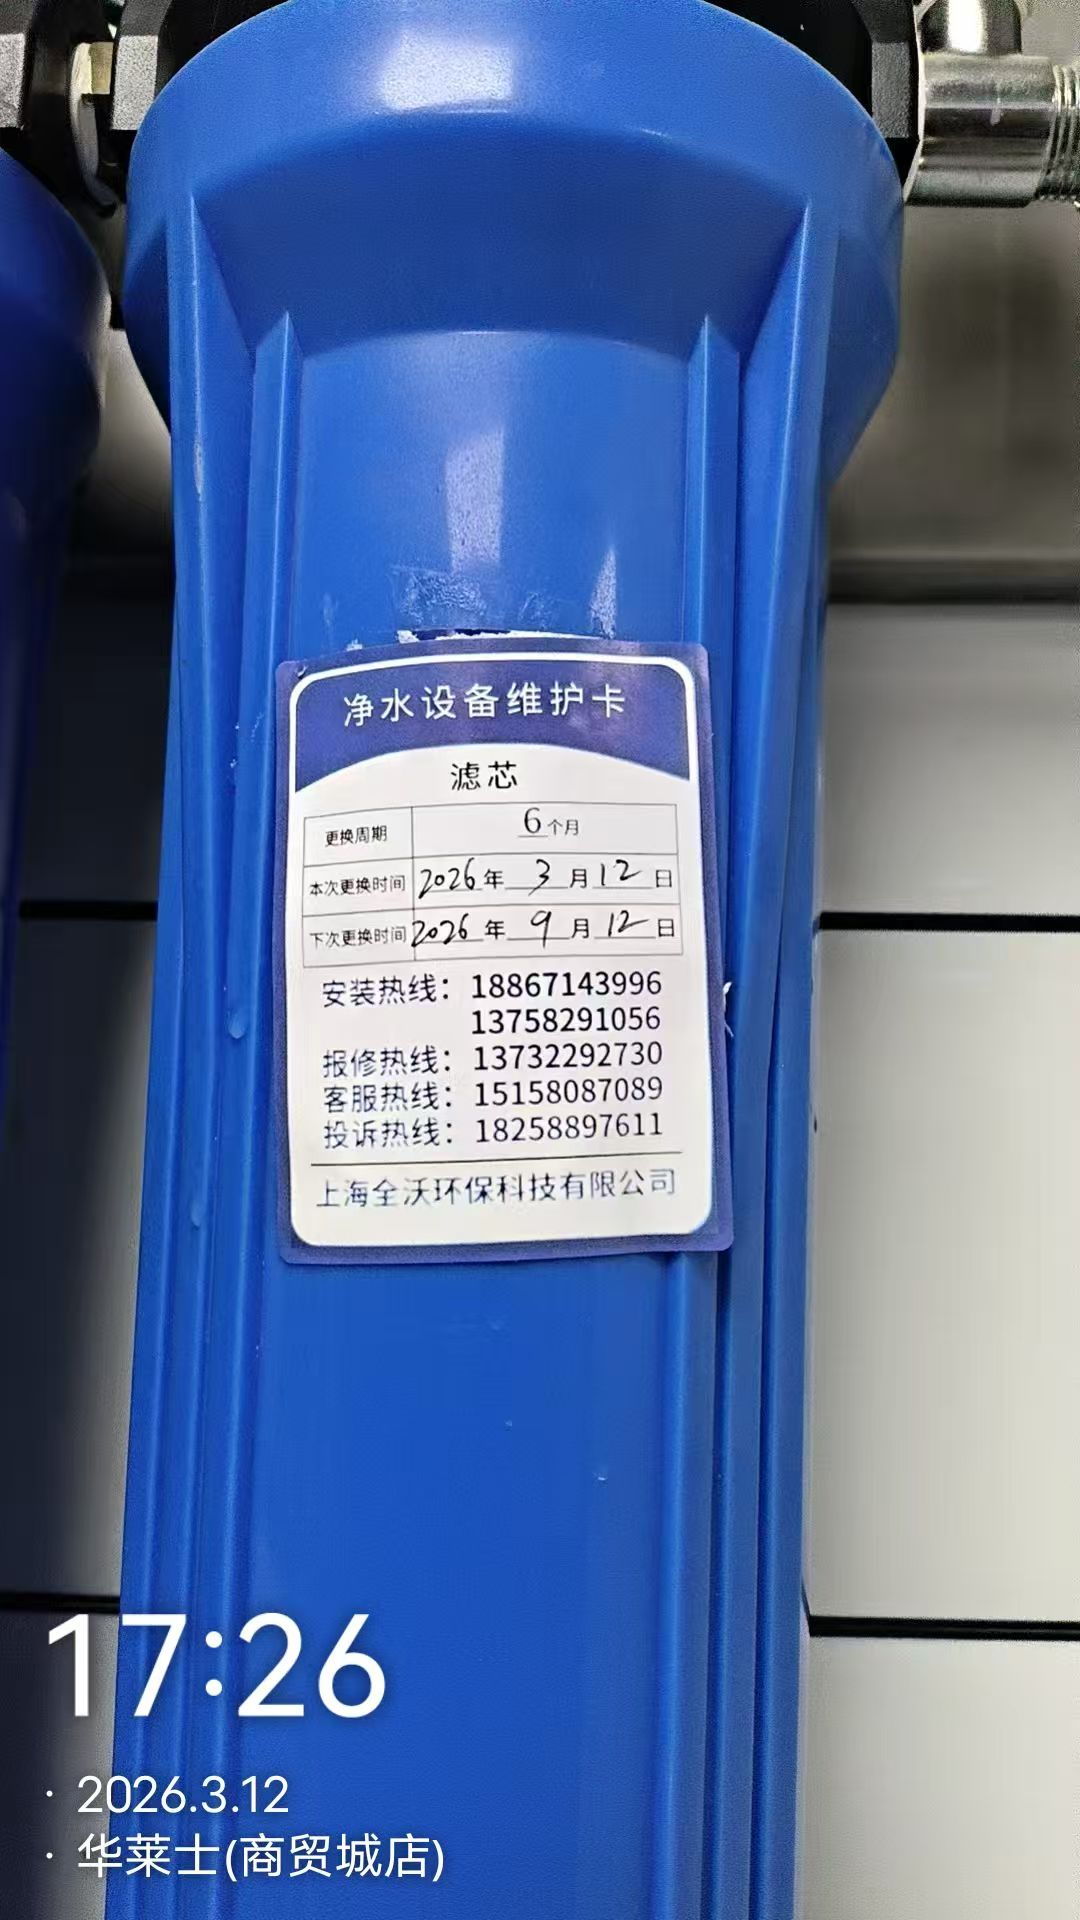 净水设备维护卡
滤芯
更换周期 6个月
本次更换时间 2026年3月12日
下次更换时间 2026年9月12日
安装热线：18867143996
13758291056
报修热线：13732292730
客服热线：15158087089
投诉热线：18258897611
上海全沃环保科技有限公司
17:26
· 2026.3.12
· 华莱士(商贸城店)